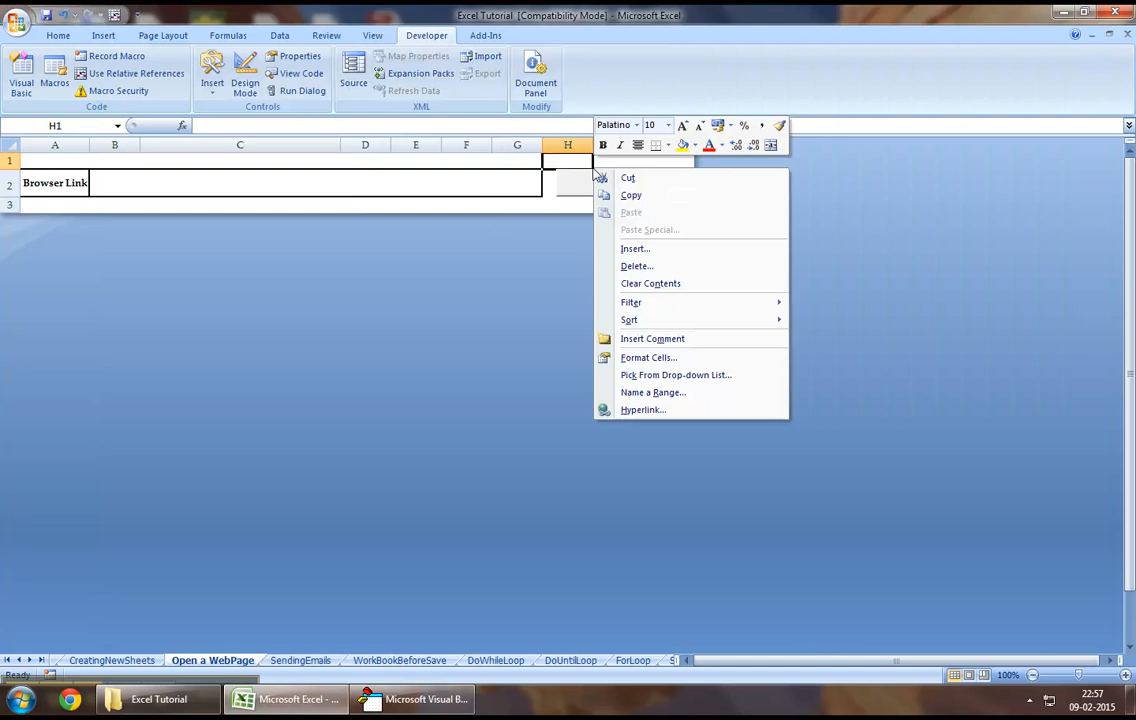 Excel Tutorial [Compatibility Mode] - Microsoft Excel
Home Insert Page Layout Formulas Data Review View Developer Add-Ins
Visual Basic
Macros
Record Macro
Use Relative References
Macro Security
Code
Insert
Design Mode
Properties
View Code
Run Dialog
Controls
Source
Map Properties
Expansion Packs
Refresh Data
Import
Export
XML
Document Panel
Modify
H1
fx
Palatino 10
A B C D E F G H
1
2 Browser Link
3
Cut
Copy
Paste
Paste Special...
Insert...
Delete...
Clear Contents
Filter
Sort
Insert Comment
Format Cells...
Pick From Drop-down List...
Name a Range...
Hyperlink...
CreatingNewSheets Open a WebPage SendingEmails WorkBookBeforeSave DoWhileLoop DoUntilLoop ForLoop
Ready
100%
Excel Tutorial
Microsoft Excel - ...
Microsoft Visual B...
22:57
09-02-2015